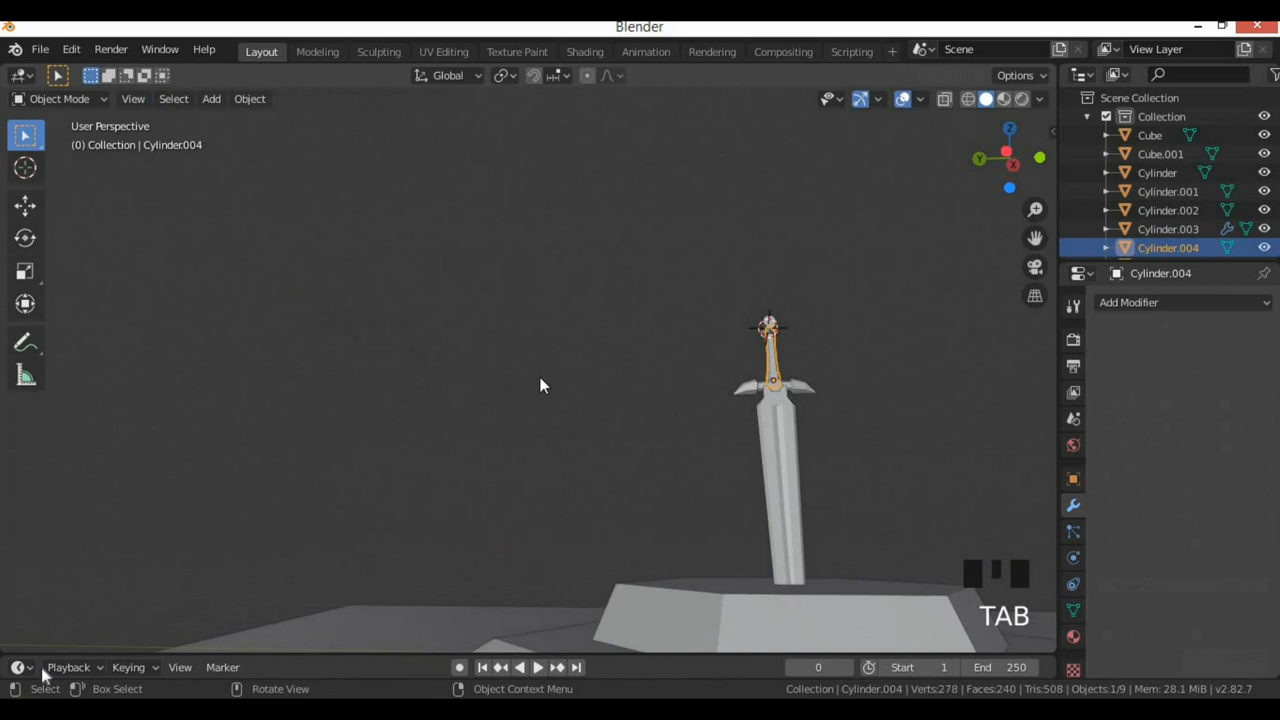 Blender
File Edit Render Window Help Layout Modeling Sculpting UV Editing Texture Paint Shading Animation Rendering Compositing Scripting + Scene View Layer
Global Options
Object Mode View Select Add Object
User Perspective
(0) Collection | Cylinder.004
Z
Y
X
Scene Collection
Collection
Cube
Cube.001
Cylinder
Cylinder.001
Cylinder.002
Cylinder.003
Cylinder.004
Cylinder.004
Add Modifier
TAB
Playback Keying View Marker 0 Start 1 End 250
Select Box Select Rotate View Object Context Menu Collection | Cylinder.004 | Verts:278 | Faces:240 | Tris:508 | Objects:1/9 | Mem: 28.1 MiB | v2.82.7